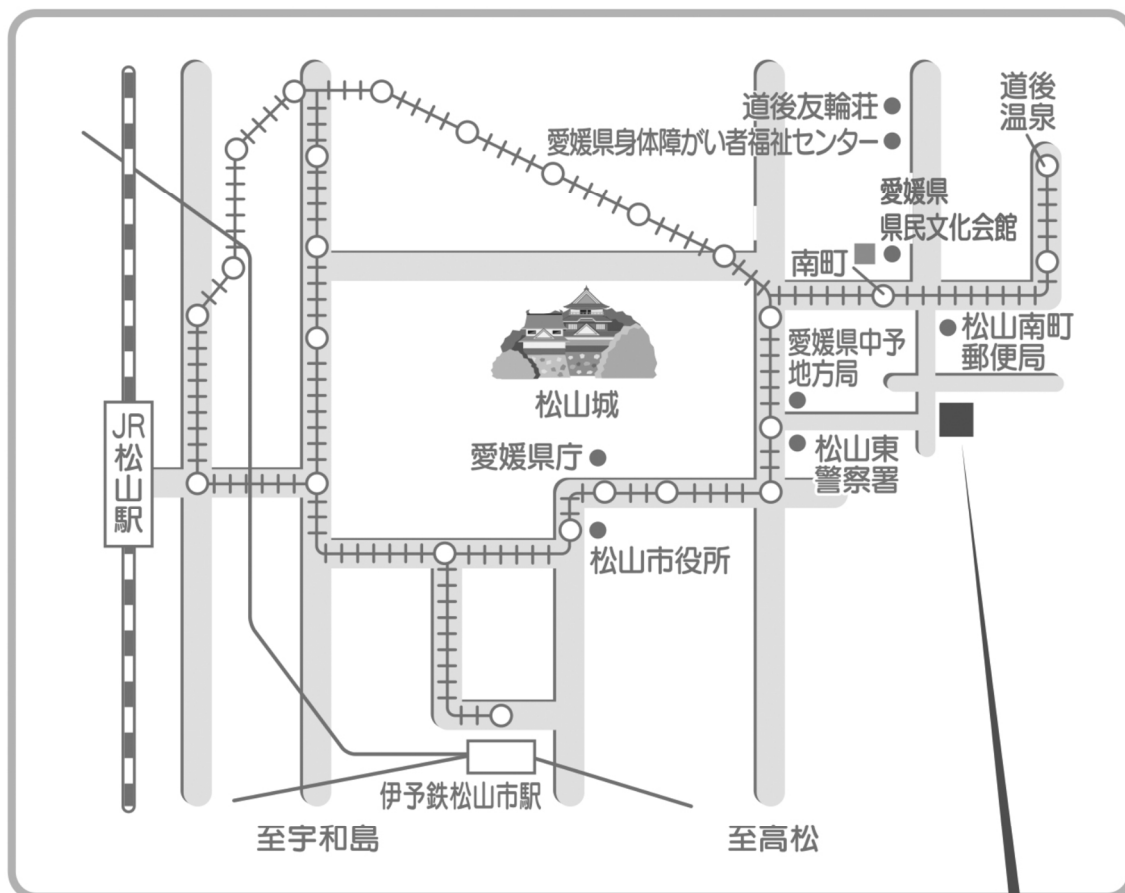 道後友輪荘
愛媛県身体障がい者福祉センター
道後
温泉
愛媛県
県民文化会館
南町
松山南町
郵便局
愛媛県中予
地方局
松山城
JR松山駅
愛媛県庁
松山東
警察署
松山市役所
伊予鉄松山市駅
至宇和島
至高松